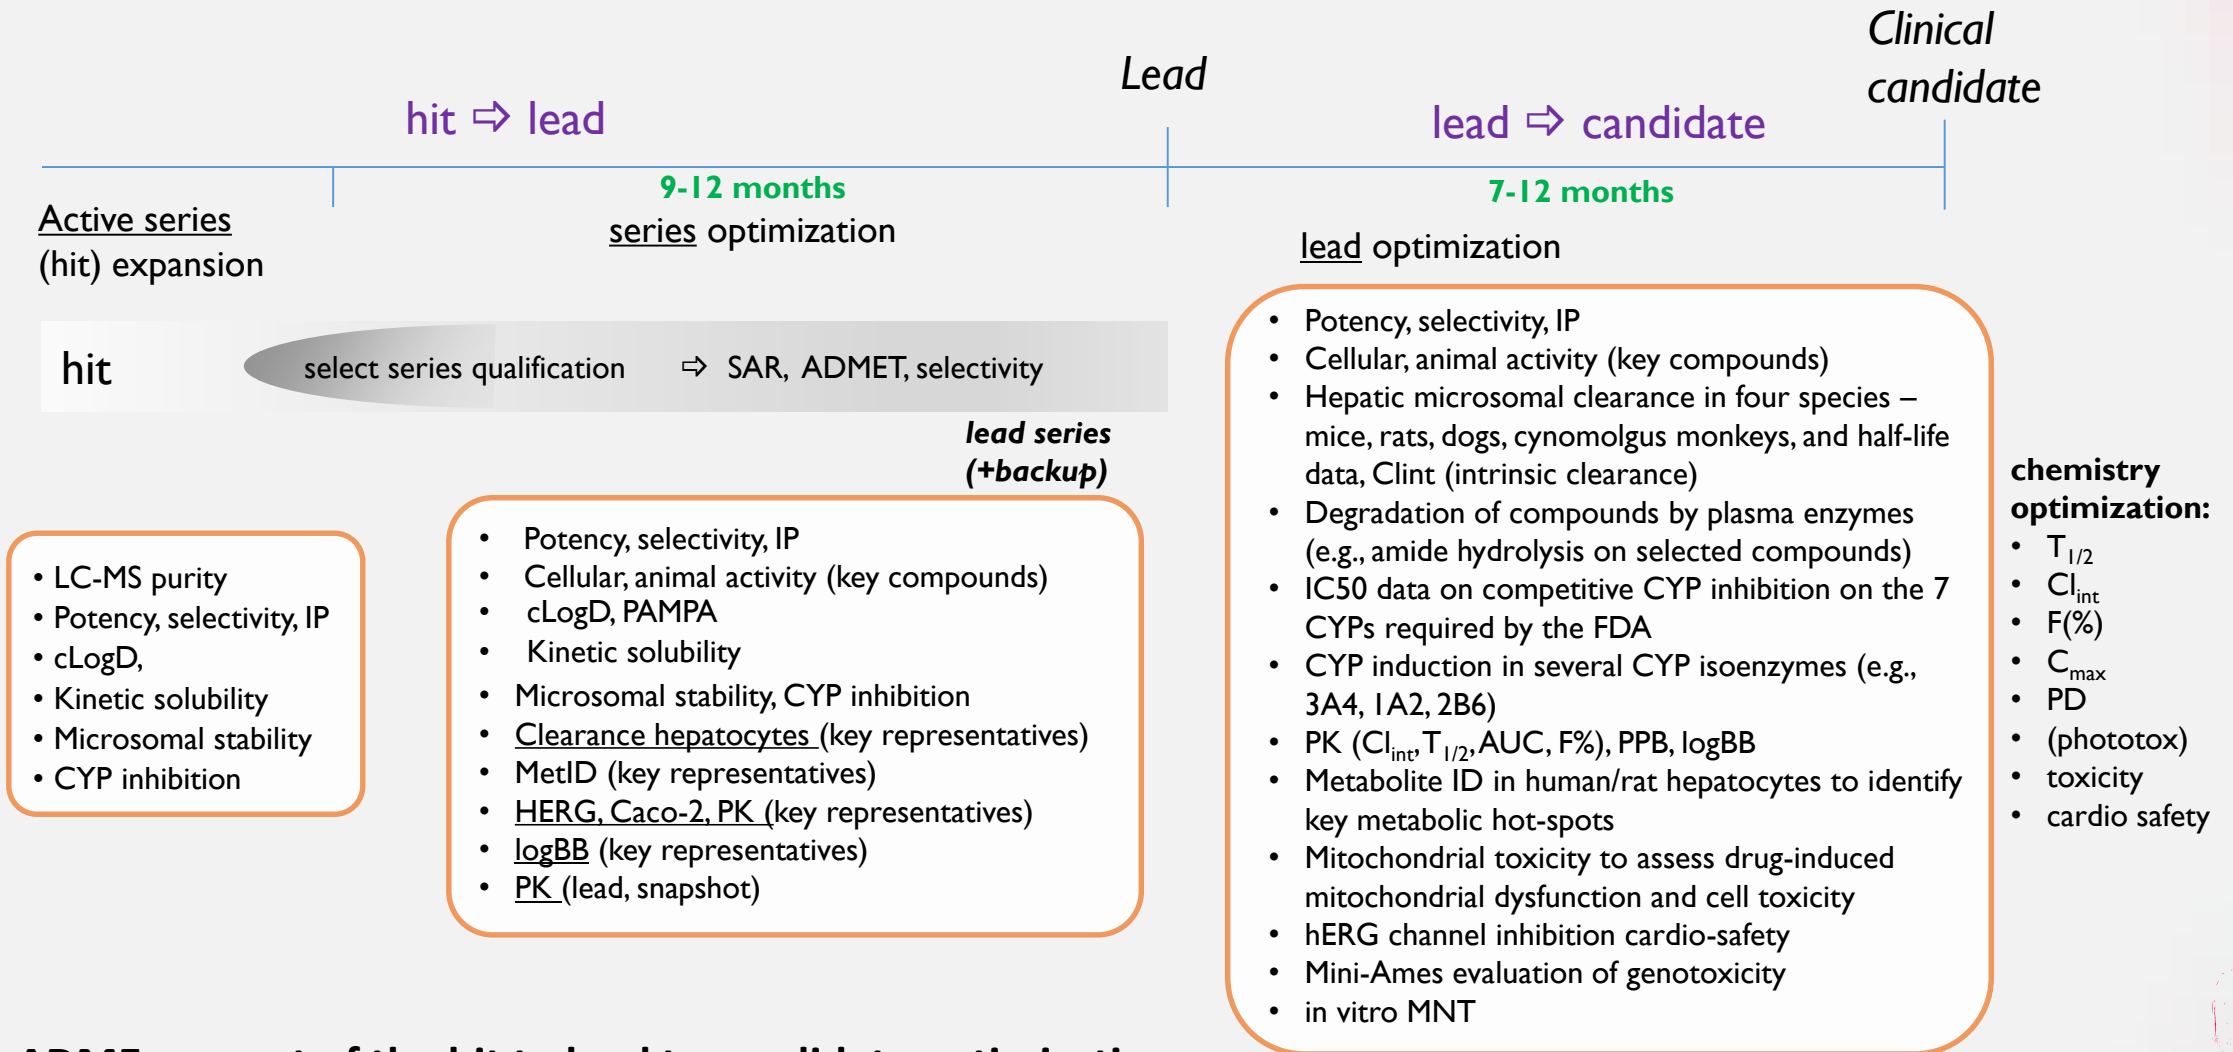 Clinical
candidate
Lead
hit ⇨ lead
lead ⇨ candidate
9-12 months
7-12 months
Active series
(hit) expansion
series optimization
lead optimization
hit
select series qualification ⇨ SAR, ADMET, selectivity
lead series
(+backup)
• LC-MS purity
• Potency, selectivity, IP
• cLogD,
• Kinetic solubility
• Microsomal stability
• CYP inhibition
• Potency, selectivity, IP
• Cellular, animal activity (key compounds)
• cLogD, PAMPA
• Kinetic solubility
• Microsomal stability, CYP inhibition
• Clearance hepatocytes (key representatives)
• MetID (key representatives)
• HERG, Caco-2, PK (key representatives)
• logBB (key representatives)
• PK (lead, snapshot)
• Potency, selectivity, IP
• Cellular, animal activity (key compounds)
• Hepatic microsomal clearance in four species –
mice, rats, dogs, cynomolgus monkeys, and half-life
data, Clint (intrinsic clearance)
• Degradation of compounds by plasma enzymes
(e.g., amide hydrolysis on selected compounds)
• IC50 data on competitive CYP inhibition on the 7
CYPs required by the FDA
• CYP induction in several CYP isoenzymes (e.g.,
3A4, 1A2, 2B6)
• PK (Cl_int, T_1/2, AUC, F%), PPB, logBB
• Metabolite ID in human/rat hepatocytes to identify
key metabolic hot-spots
• Mitochondrial toxicity to assess drug-induced
mitochondrial dysfunction and cell toxicity
• hERG channel inhibition cardio-safety
• Mini-Ames evaluation of genotoxicity
• in vitro MNT
chemistry
optimization:
• T_1/2
• Cl_int
• F(%)
• C_max
• PD
• (phototox)
• toxicity
• cardio safety